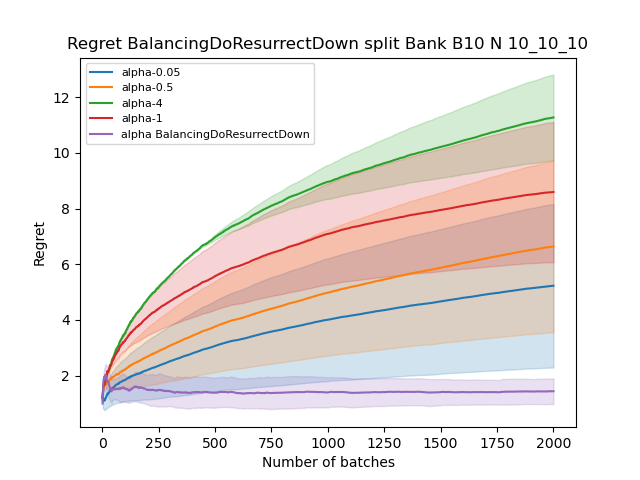 Regret BalancingDoResurrectDown split Bank B10 N 10_10_10
alpha-0.05
alpha-0.5
alpha-4
alpha-1
alpha BalancingDoResurrectDown
12
10
8
6
4
2
Regret
0 250 500 750 1000 1250 1500 1750 2000
Number of batches